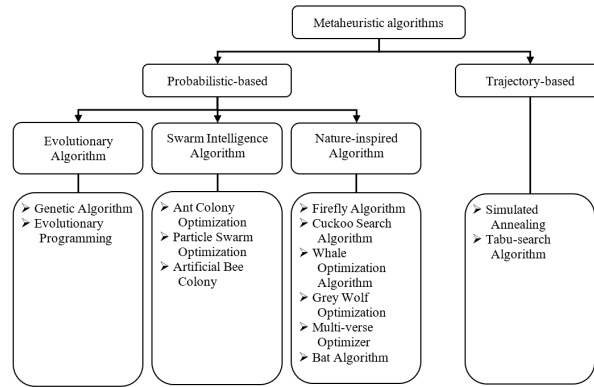 Metaheuristic algorithms
Probabilistic-based
Trajectory-based
Evolutionary
Algorithm
Swarm Intelligence
Algorithm
Nature-inspired
Algorithm
➢ Genetic Algorithm
➢ Evolutionary
Programming
➢ Ant Colony
Optimization
➢ Particle Swarm
Optimization
➢ Artificial Bee
Colony
➢ Firefly Algorithm
➢ Cuckoo Search
Algorithm
➢ Whale
Optimization
Algorithm
➢ Grey Wolf
Optimization
➢ Multi-verse
Optimizer
➢ Bat Algorithm
➢ Simulated
Annealing
➢ Tabu-search
Algorithm